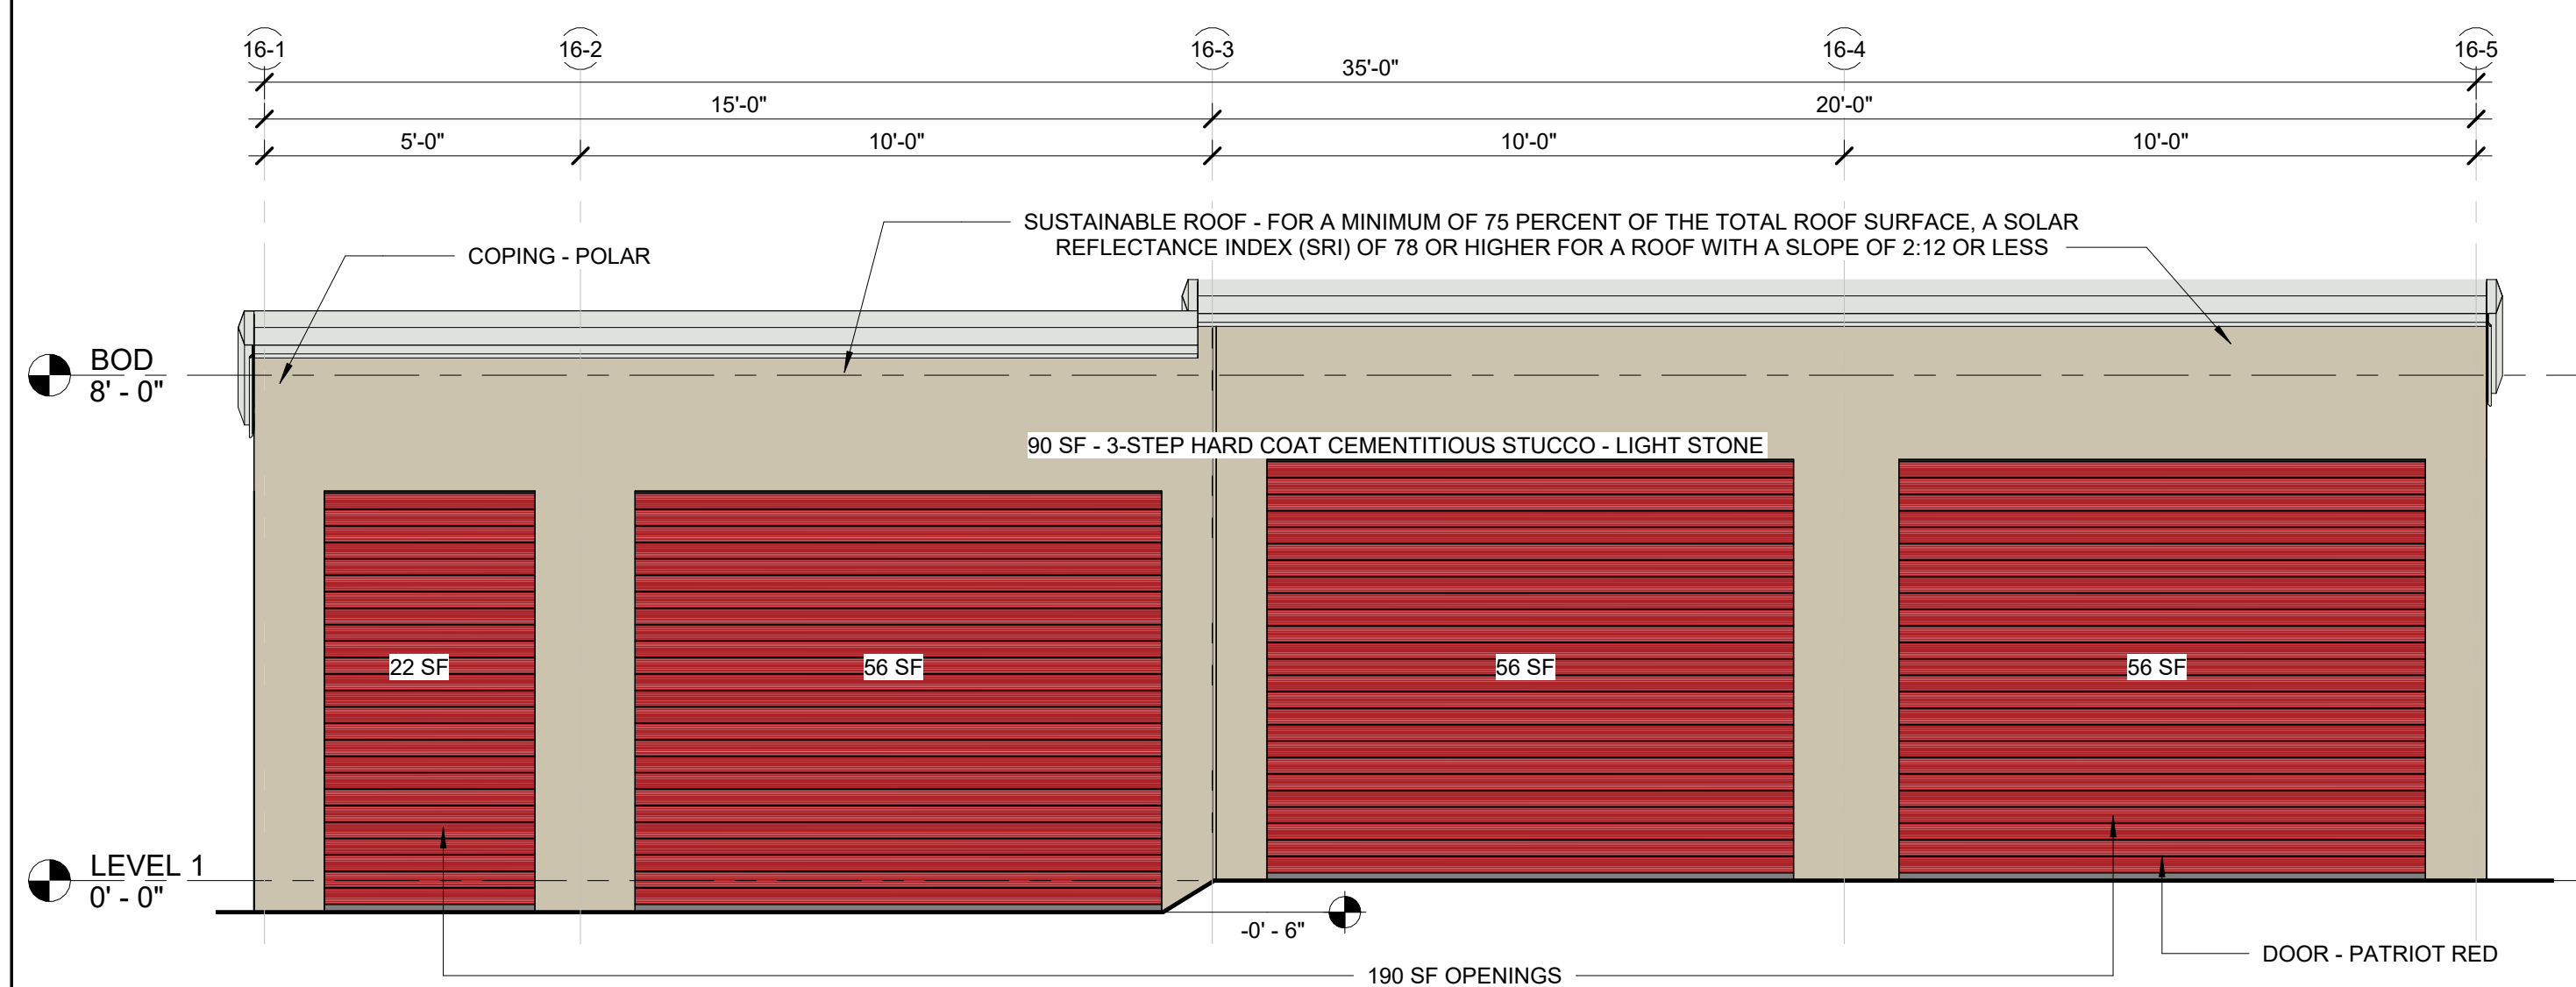 16-1
16-2
16-3
16-4
16-5
35'-0"
15'-0"
20'-0"
5'-0"
10'-0"
10'-0"
10'-0"
SUSTAINABLE ROOF - FOR A MINIMUM OF 75 PERCENT OF THE TOTAL ROOF SURFACE, A SOLAR
REFLECTANCE INDEX (SRI) OF 78 OR HIGHER FOR A ROOF WITH A SLOPE OF 2:12 OR LESS
COPING - POLAR
BOD
8' - 0"
90 SF - 3-STEP HARD COAT CEMENTITIOUS STUCCO - LIGHT STONE
22 SF
56 SF
56 SF
56 SF
LEVEL 1
0' - 0"
-0' - 6"
DOOR - PATRIOT RED
190 SF OPENINGS